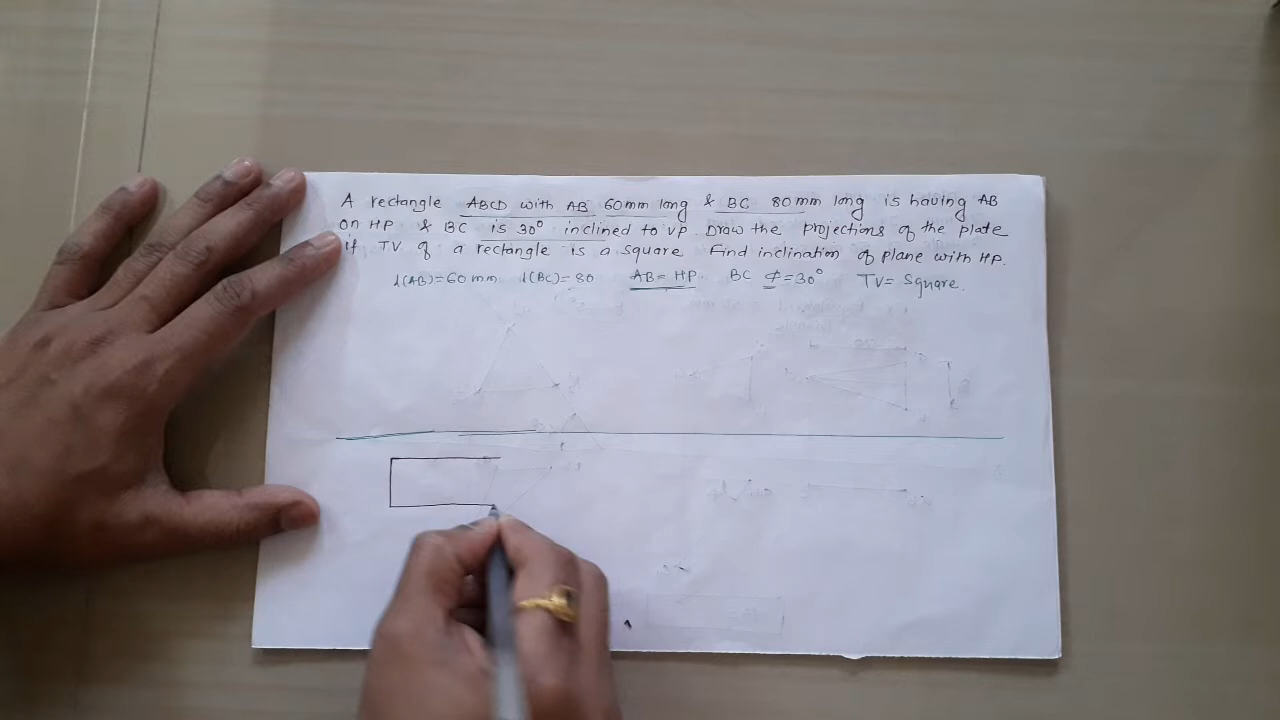 A rectangle ABCD with AB 60mm long & BC 80mm long is having AB
on HP & BC is 30° inclined to VP. Draw the projections of the plate
if TV of a rectangle is a square. Find inclination of plane with HP.
l(AB)=60mm l(BC)=80 AB=HP. BC ϕ=30° TV= Square.